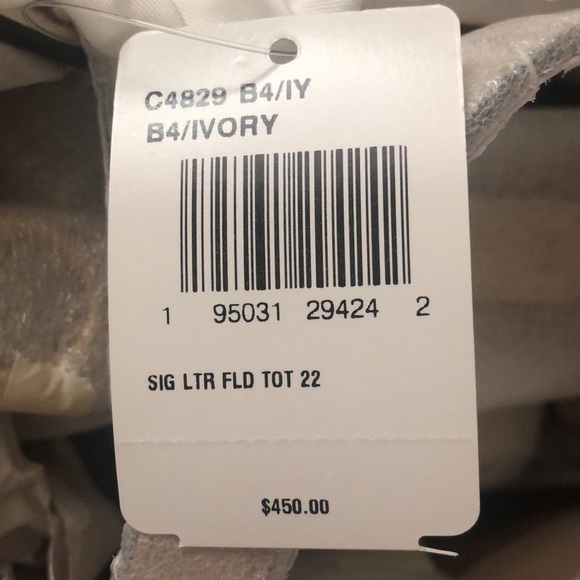 C4829 B4/IY
B4/IVORY
1 95031 29424 2
SIG LTR FLD TOT 22
$450.00